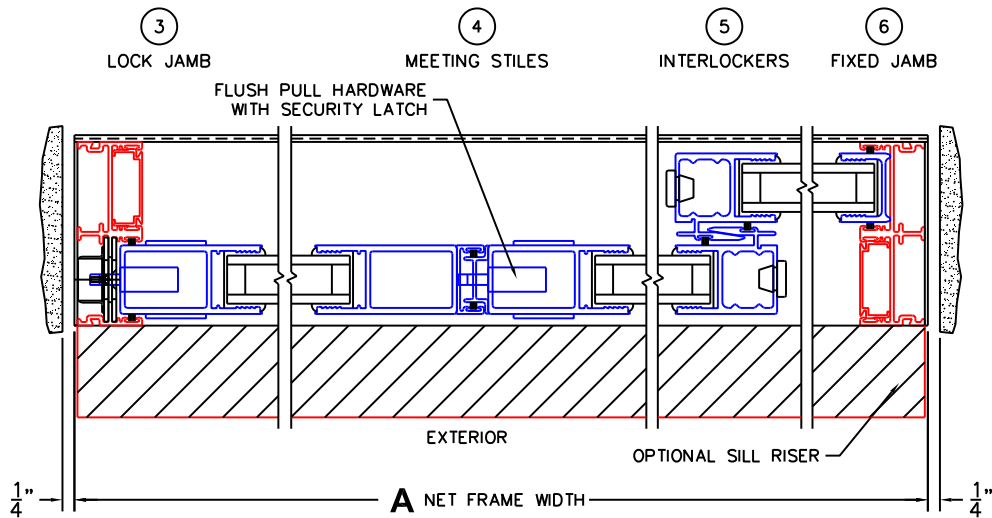 3 4 5 6
LOCK JAMB MEETING STILES INTERLOCKERS FIXED JAMB
FLUSH PULL HARDWARE
WITH SECURITY LATCH
EXTERIOR
OPTIONAL SILL RISER
1/4" A NET FRAME WIDTH 1/4"